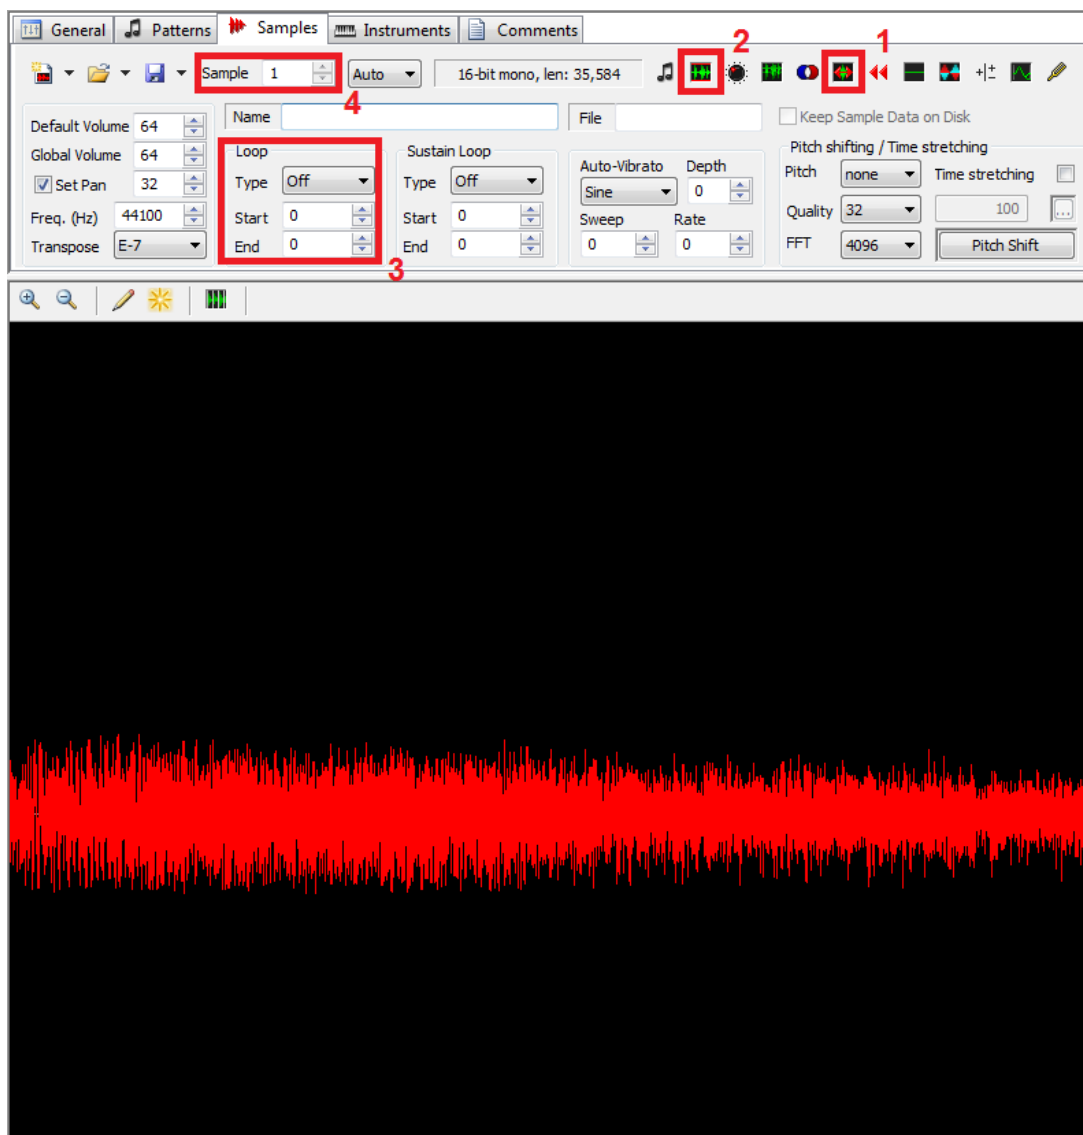 General Patterns Samples Instruments Comments
2 1
Sample 1 Auto 16-bit mono, len: 35,584
4
Default Volume 64 Name File Keep Sample Data on Disk
Global Volume 64 Loop Sustain Loop Auto-Vibrato Depth Pitch shifting / Time stretching
Set Pan 32 Type Off Type Off Sine 0 Pitch none Time stretching
Freq. (Hz) 44100 Start 0 Start 0 Sweep Rate Quality 32 100 ...
Transpose E-7 End 0 End 0 0 0 FFT 4096 Pitch Shift
3